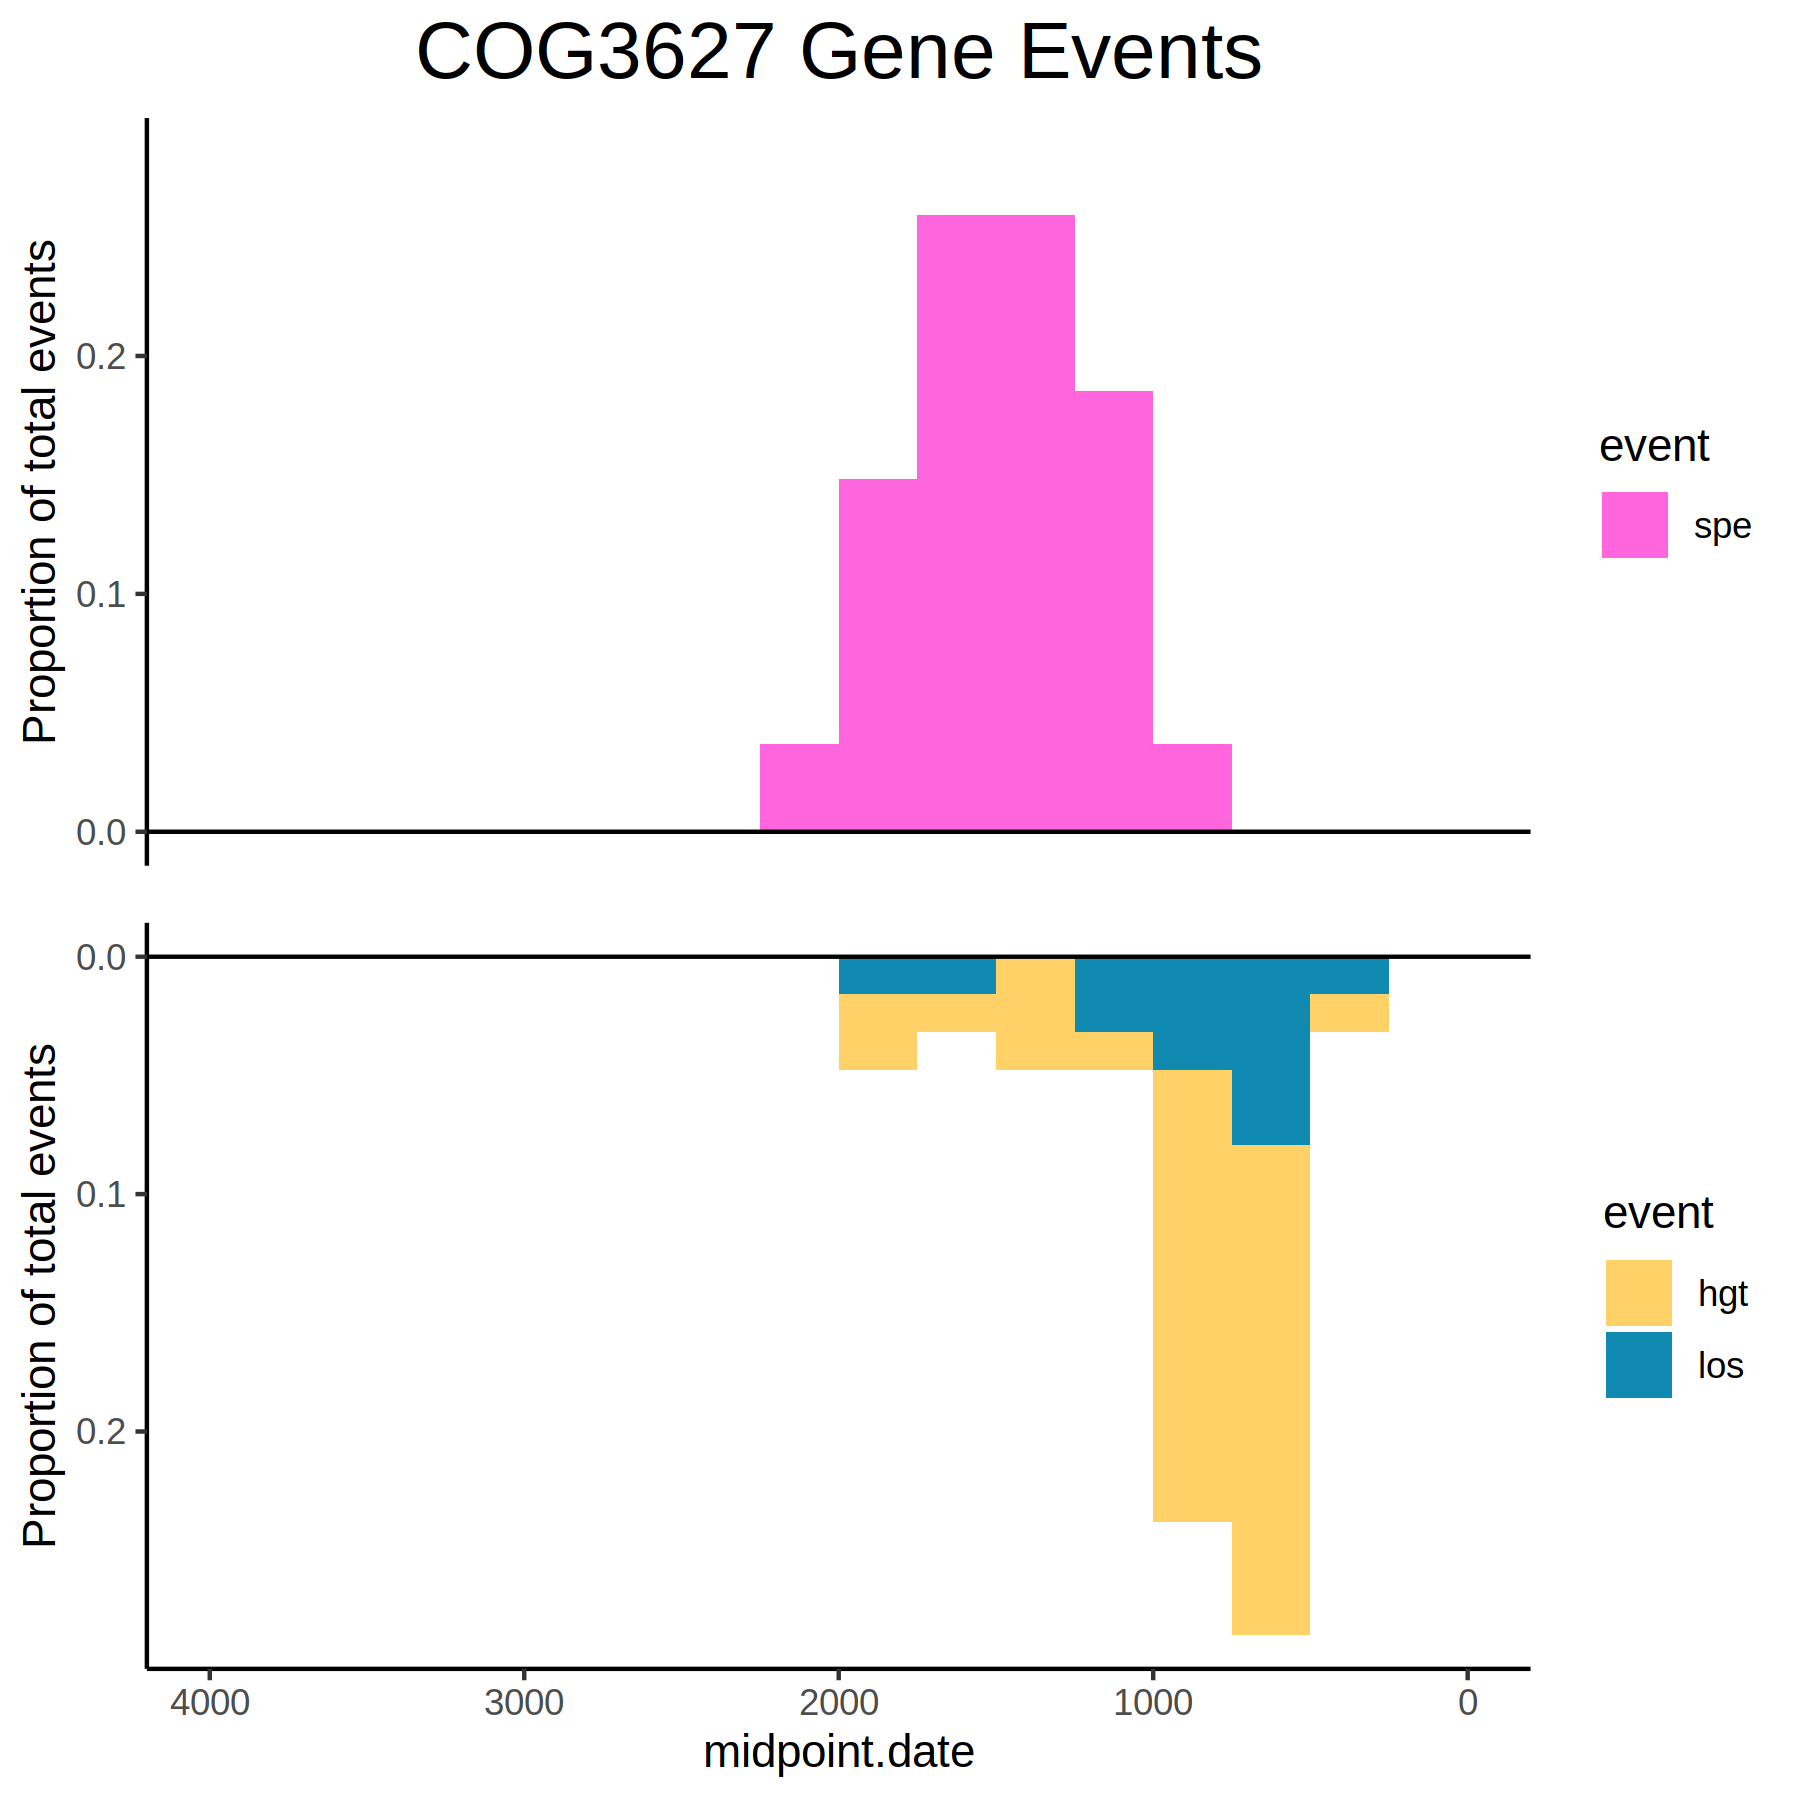 COG3627 Gene Events
Proportion of total events
0.2
0.1
0.0
event
spe
Proportion of total events
0.0
0.1
0.2
event
hgt
los
4000 3000 2000 1000 0
midpoint.date